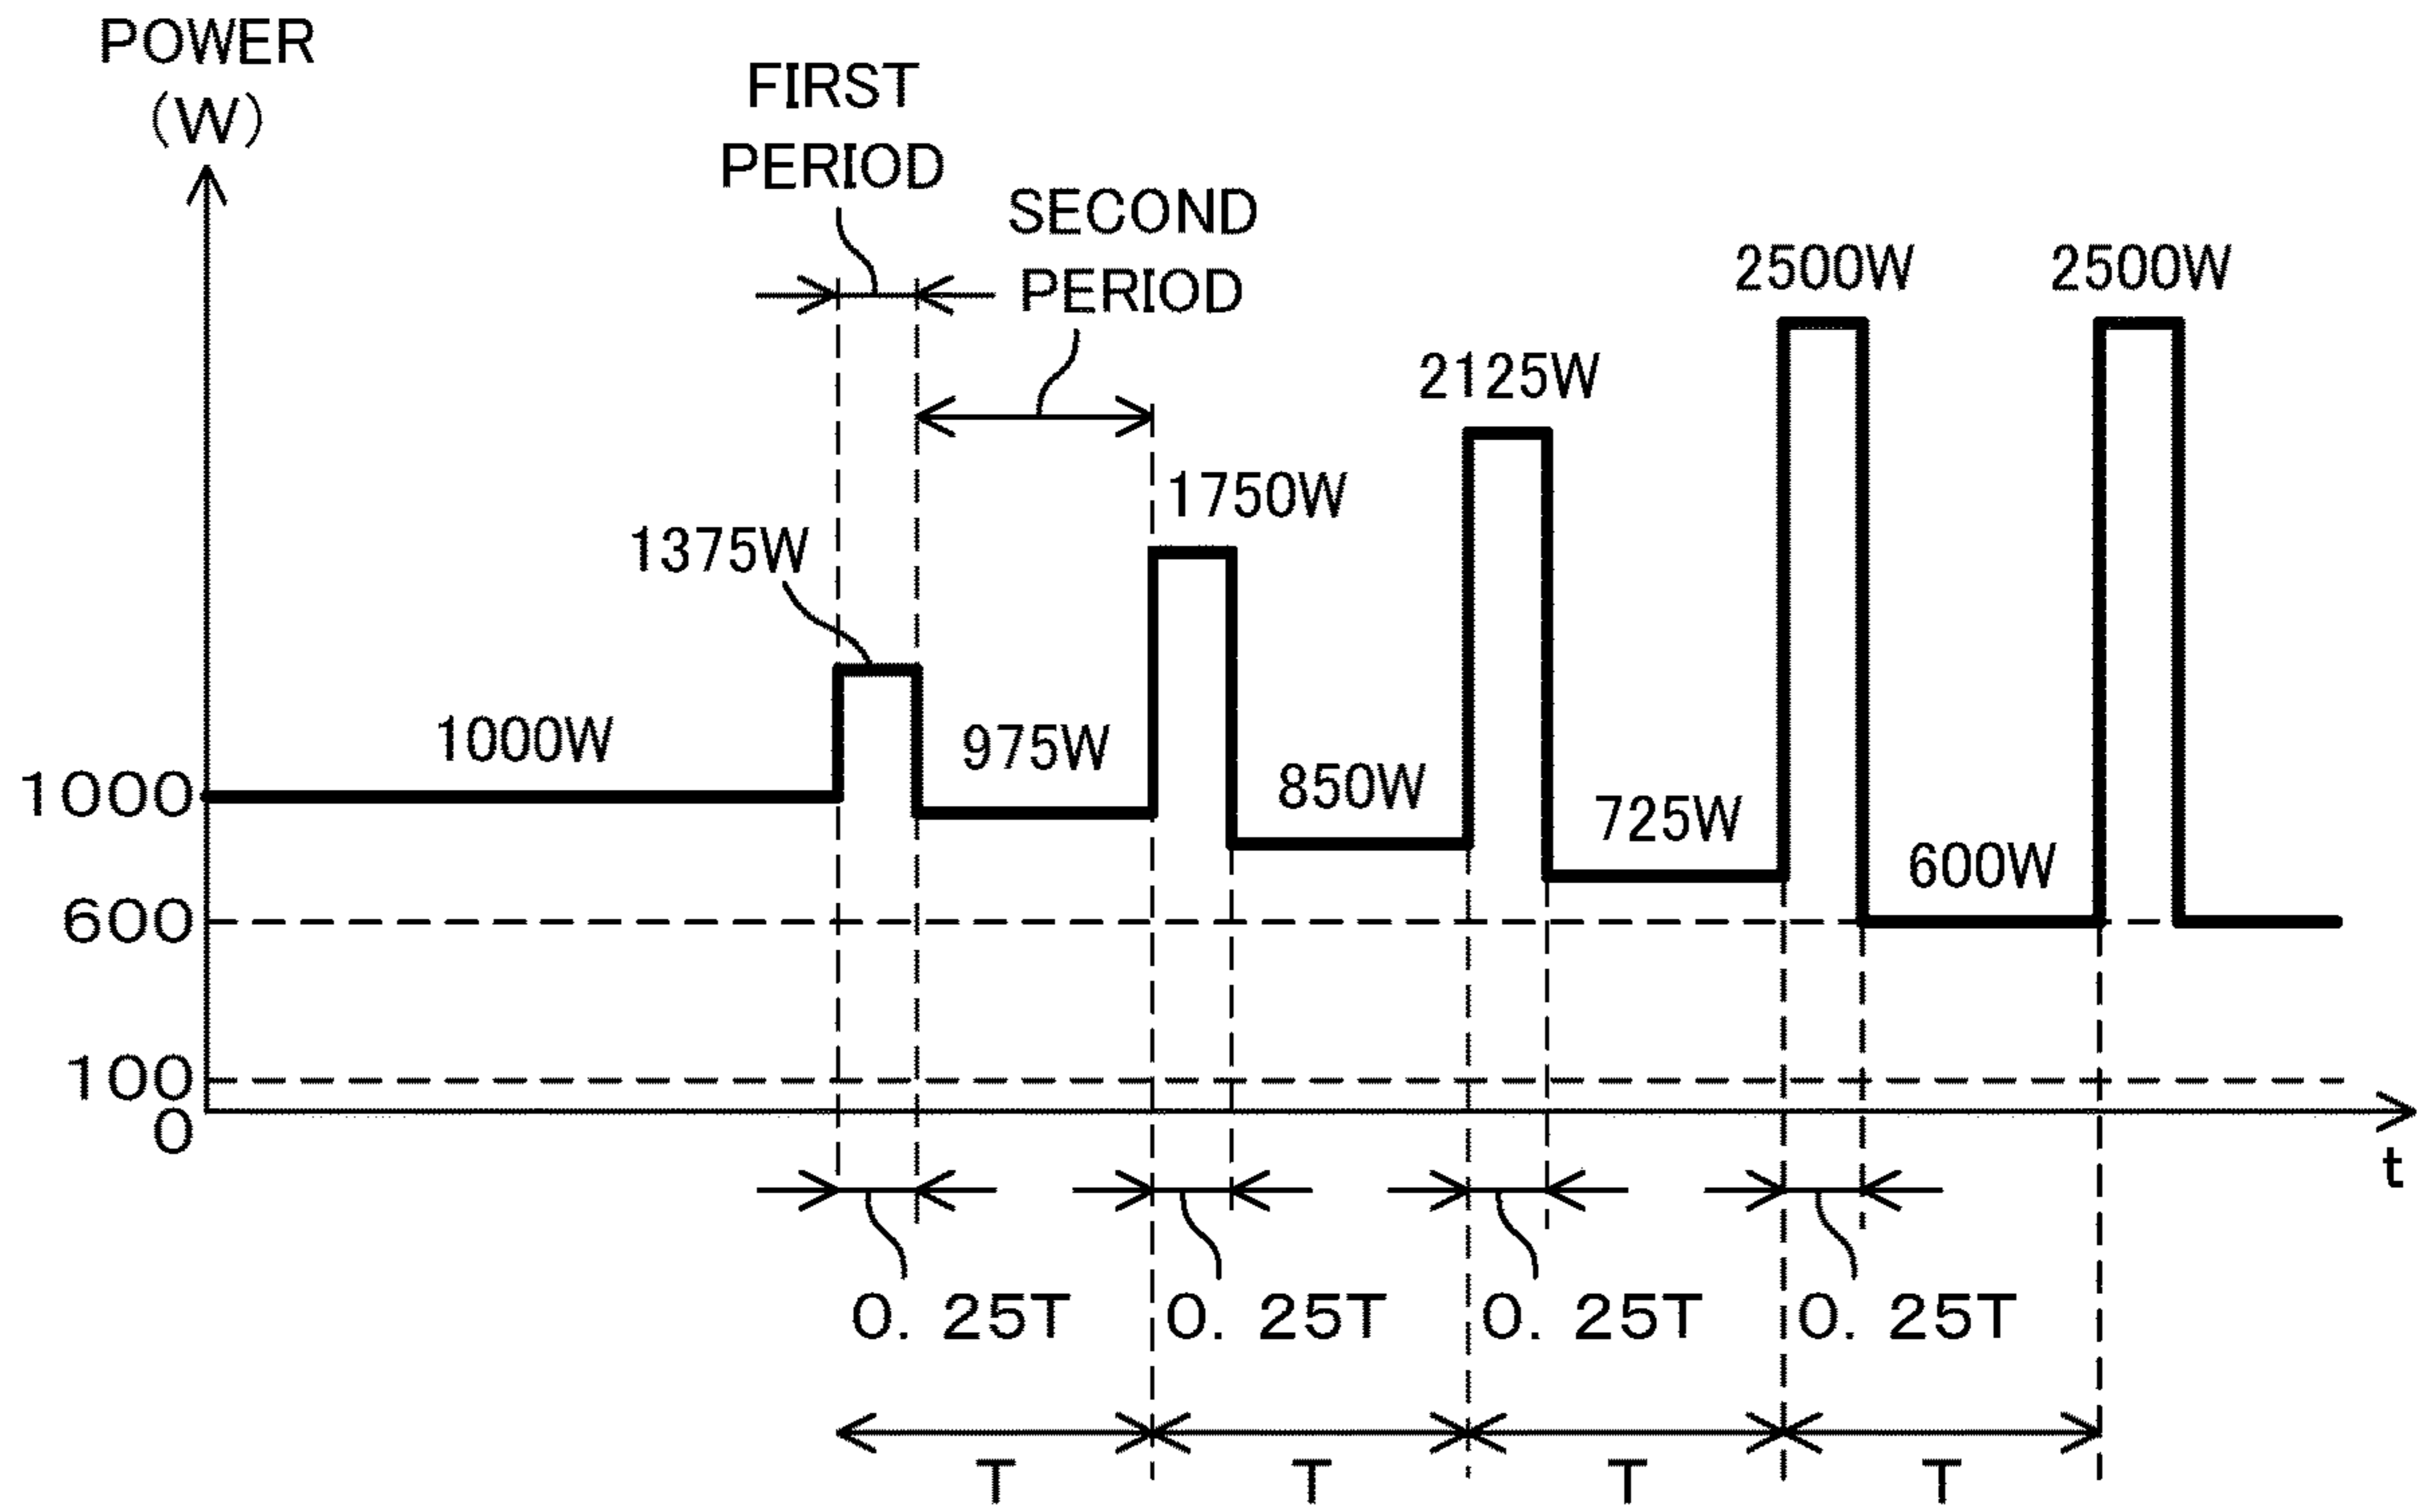 POWER
(W)
FIRST
PERIOD
SECOND
PERIOD
2500W
2500W
2125W
1750W
1375W
1000W
975W
850W
725W
600W
1000
600
100
0
t
0. 25T
0. 25T
0. 25T
0. 25T
T
T
T
T